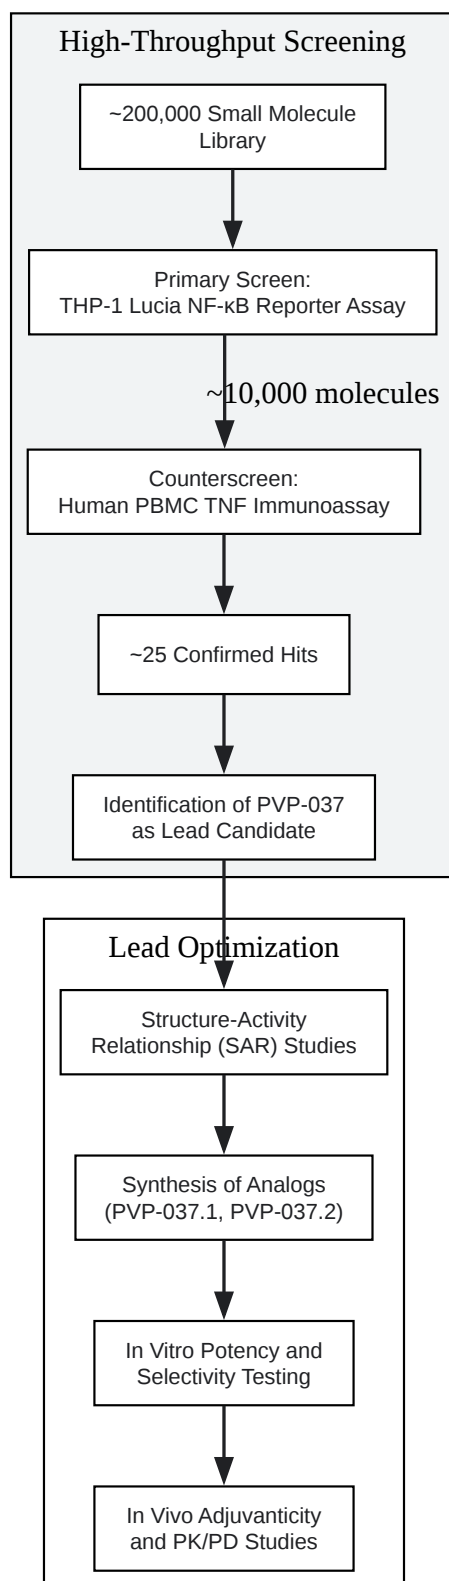 High-Throughput Screening
~200,000 Small Molecule
Library
Primary Screen:
THP-1 Lucia NF-κB Reporter Assay
~10,000 molecules
Counterscreen:
Human PBMC TNF Immunoassay
~25 Confirmed Hits
Identification of PVP-037
as Lead Candidate
Lead Optimization
Structure-Activity
Relationship (SAR) Studies
Synthesis of Analogs
(PVP-037.1, PVP-037.2)
In Vitro Potency and
Selectivity Testing
In Vivo Adjuvanticity
and PK/PD Studies